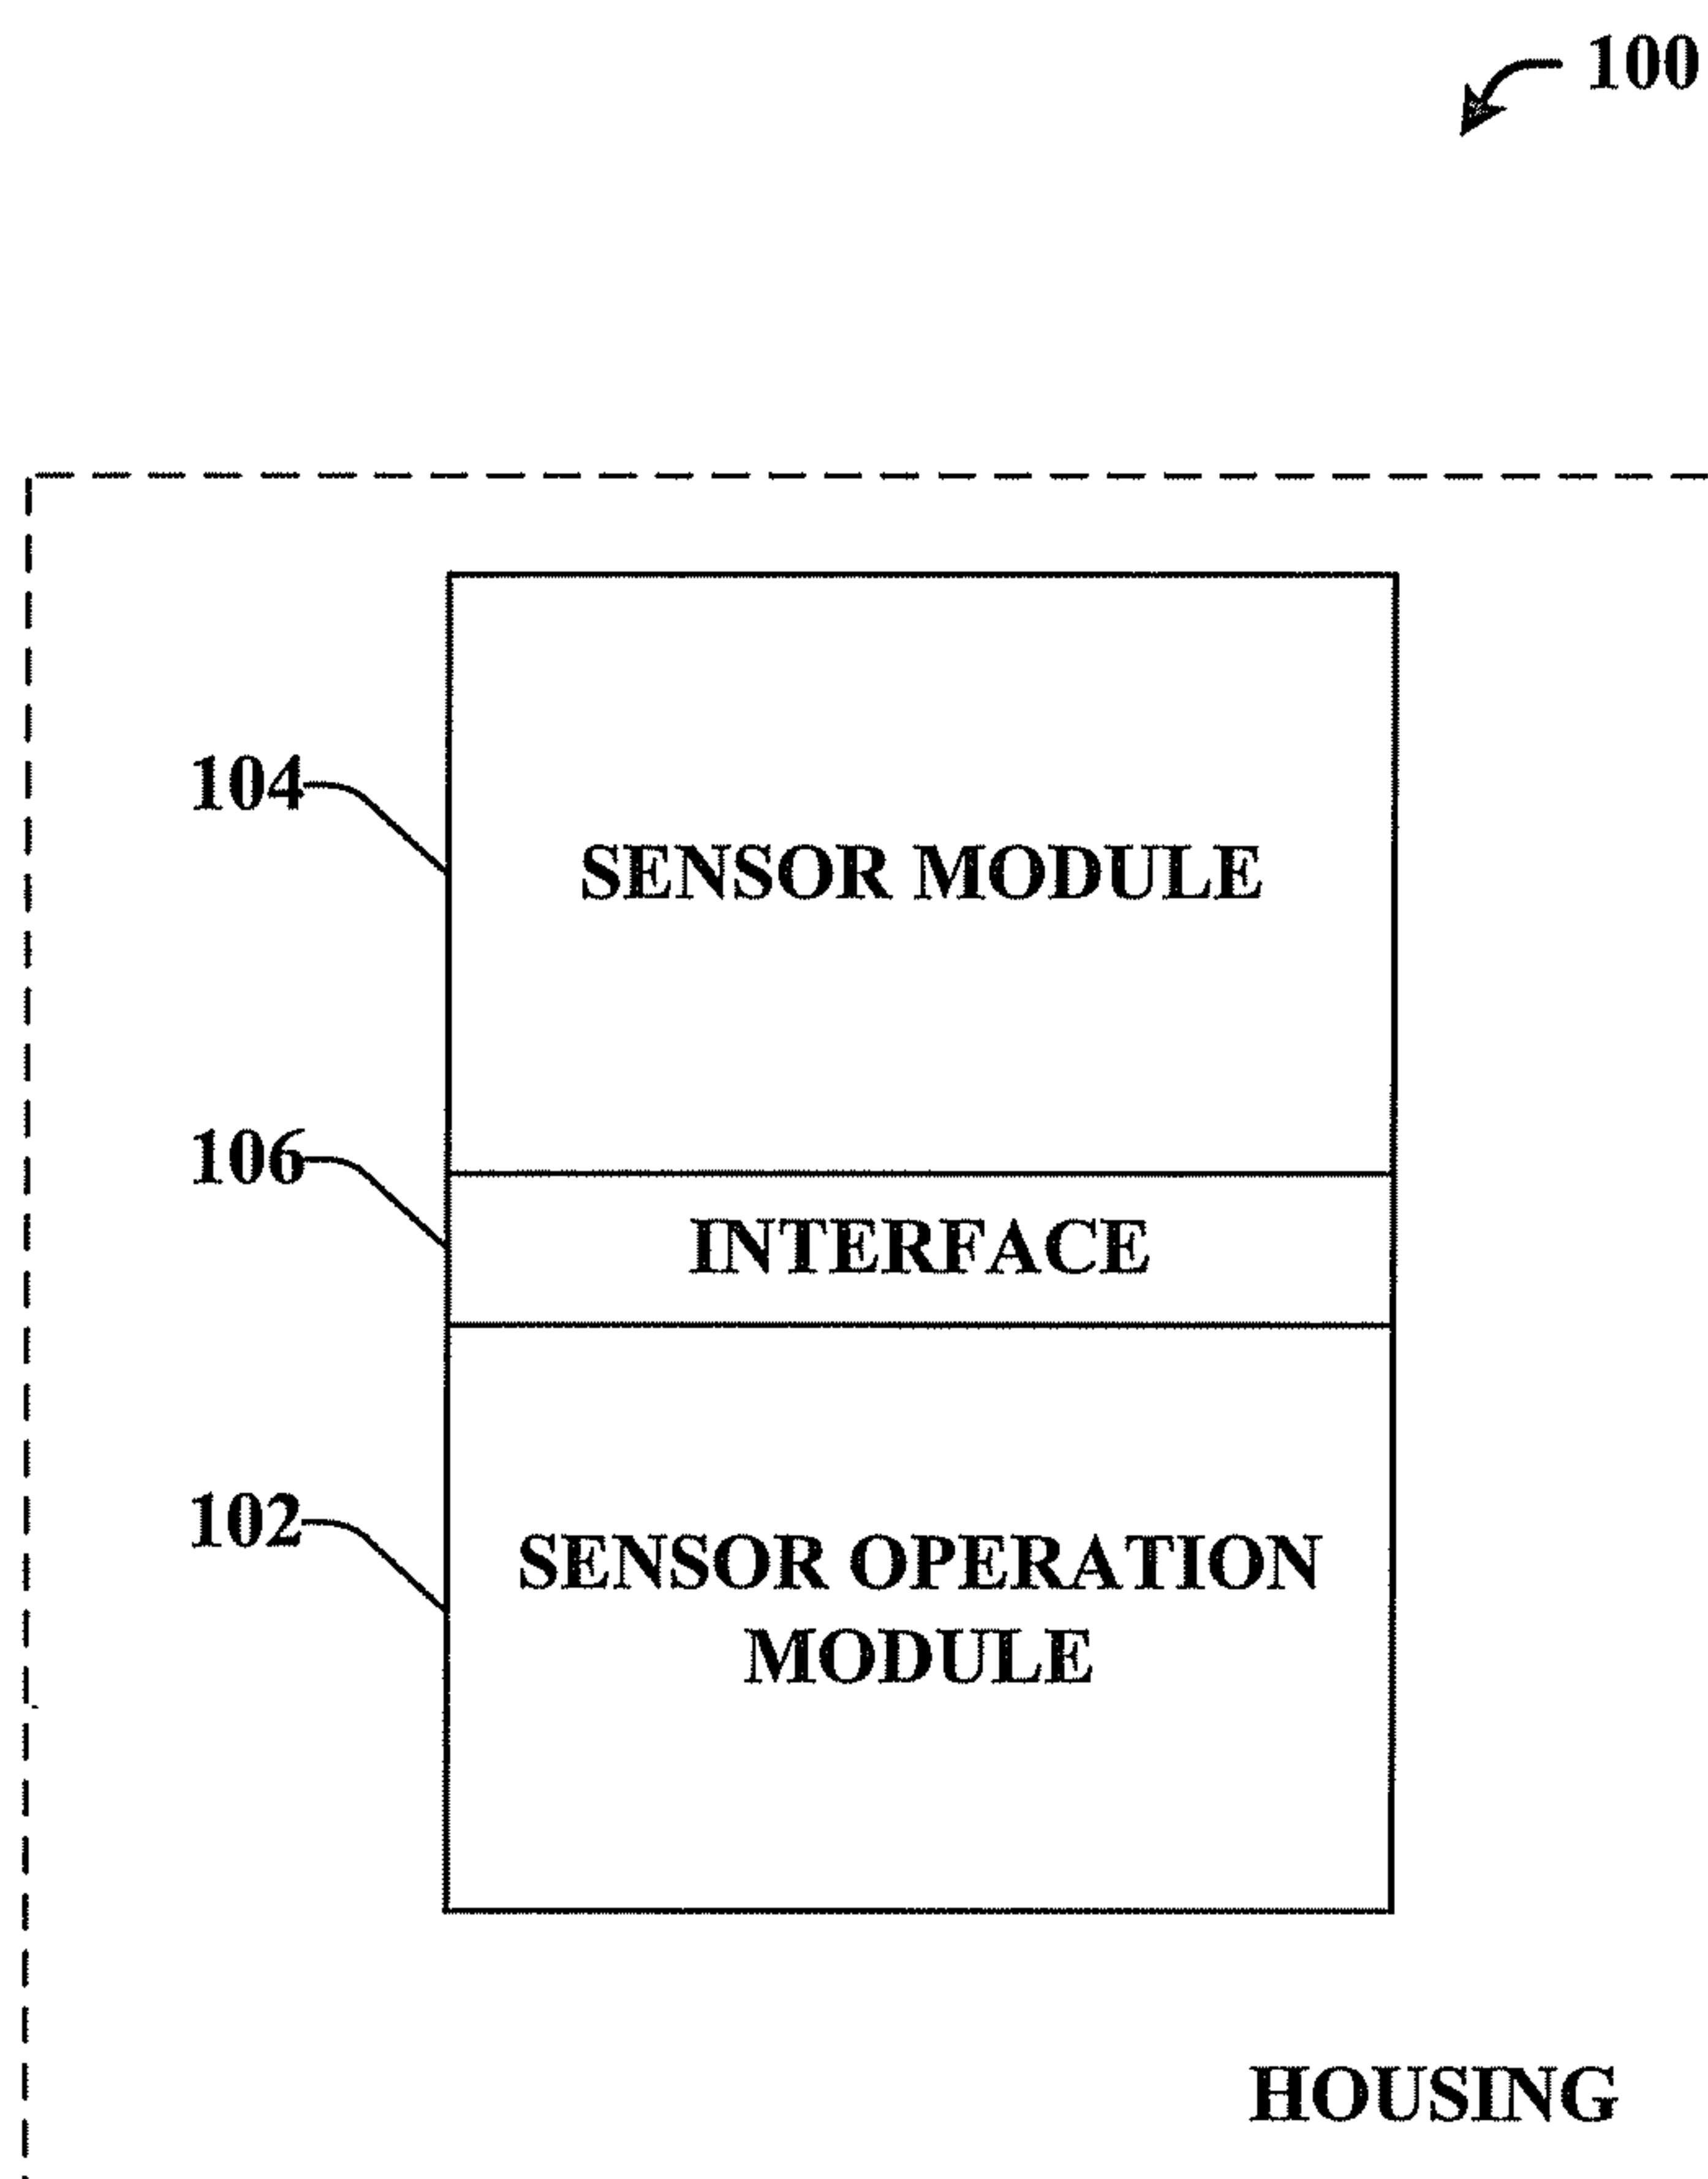 100
104
SENSOR MODULE
106
INTERFACE
102
SENSOR OPERATION
MODULE
HOUSING